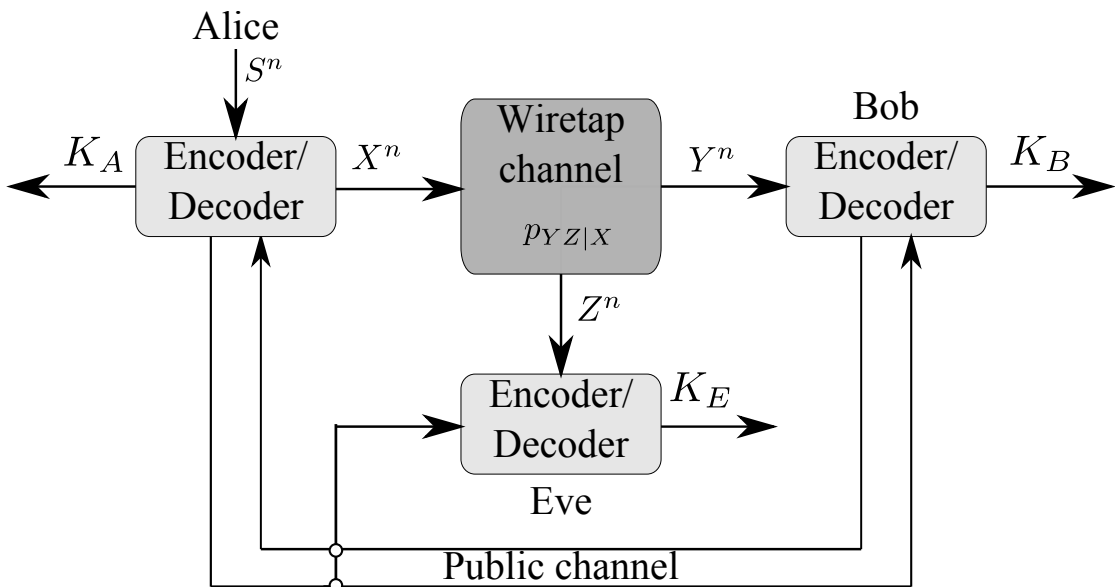 Alice
S^n
K_A
Encoder/
Decoder
X^n
Wiretap
channel
p_{YZ|X}
Y^n
Bob
Encoder/
Decoder
K_B
Z^n
Encoder/
Decoder
K_E
Eve
Public channel